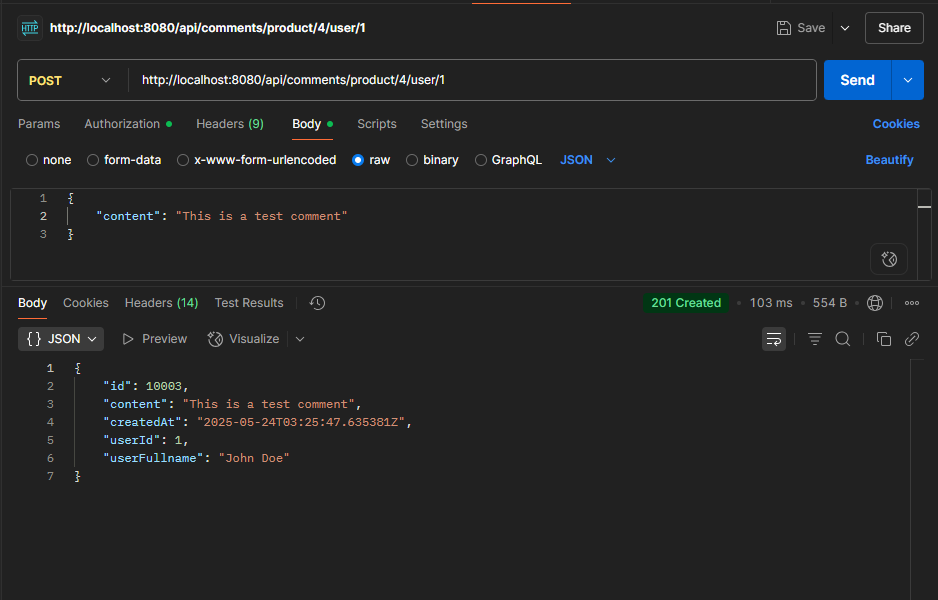 HTTP http://localhost:8080/api/comments/product/4/user/1 Save Share
POST http://localhost:8080/api/comments/product/4/user/1 Send
Params Authorization Headers (9) Body Scripts Settings Cookies
none form-data x-www-form-urlencoded raw binary GraphQL JSON Beautify
1 {
2 "content": "This is a test comment"
3 }
Body Cookies Headers (14) Test Results 201 Created 103 ms 554 B
{} JSON Preview Visualize
1 {
2 "id": 10003,
3 "content": "This is a test comment",
4 "createdAt": "2025-05-24T03:25:47.635381Z",
5 "userId": 1,
6 "userFullname": "John Doe"
7 }